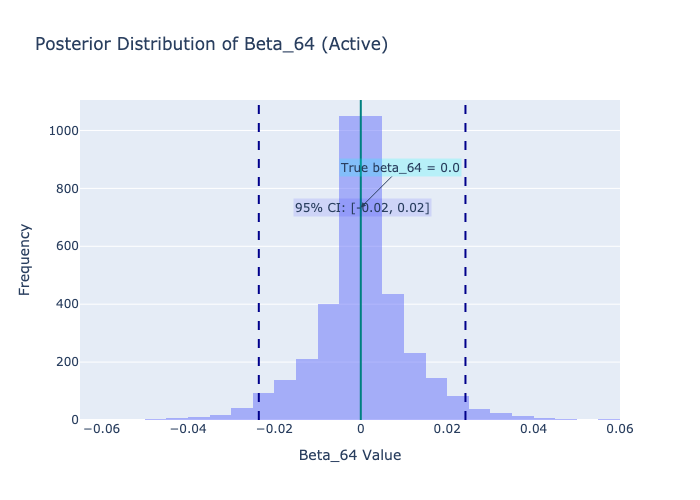 Posterior Distribution of Beta_64 (Active)
1000
True beta_64 = 0.0
800
95% CI: [-0.02, 0.02]
600
400
200
0
Frequency
−0.06 −0.04 −0.02 0 0.02 0.04 0.06
Beta_64 Value